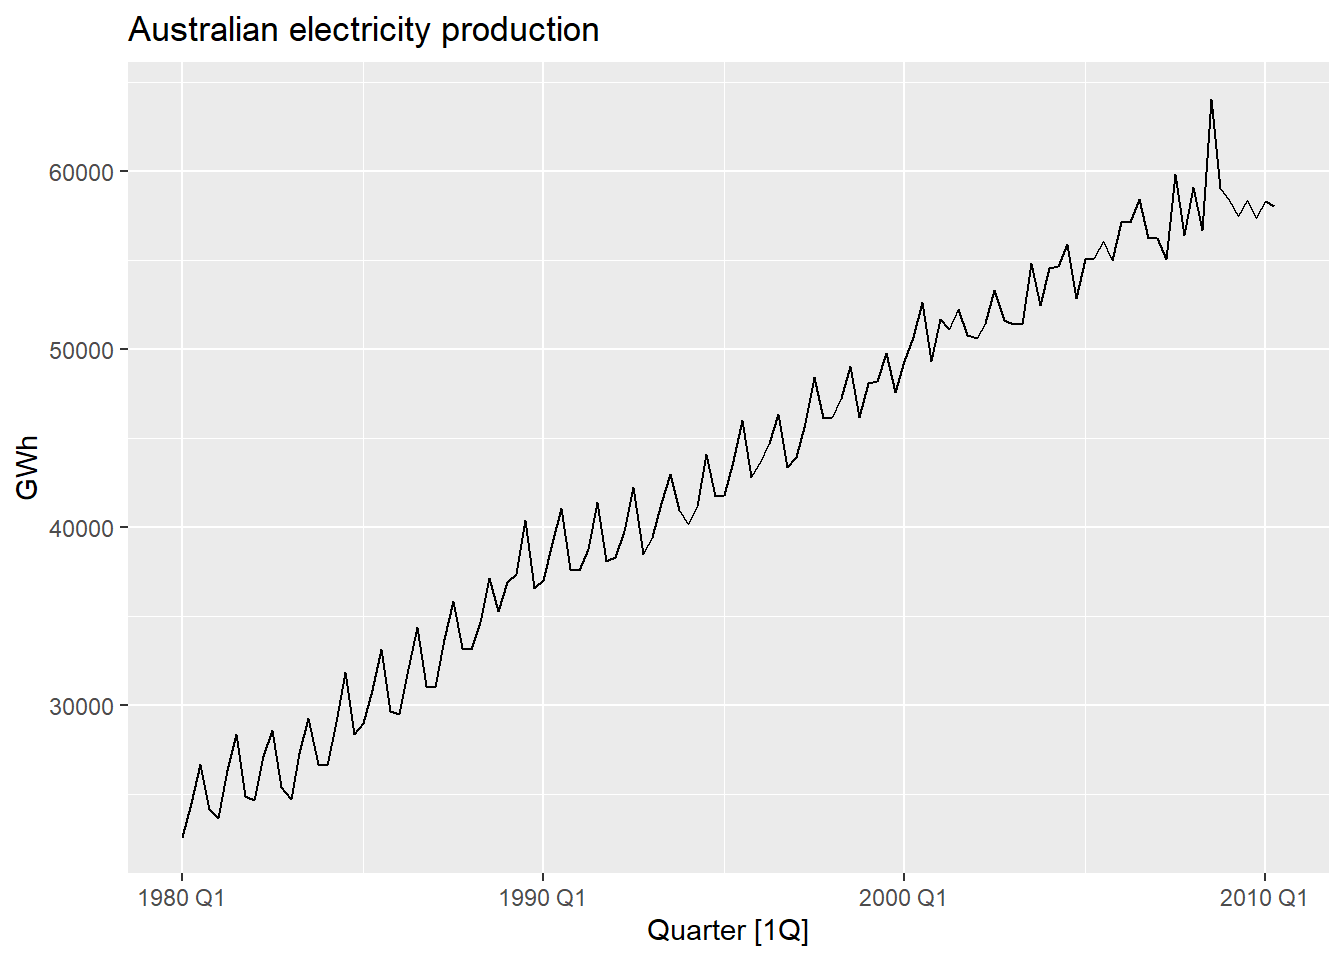 Australian electricity production
60000
50000
40000
30000
GWh
1980 Q1
1990 Q1
2000 Q1
2010 Q1
Quarter [1Q]